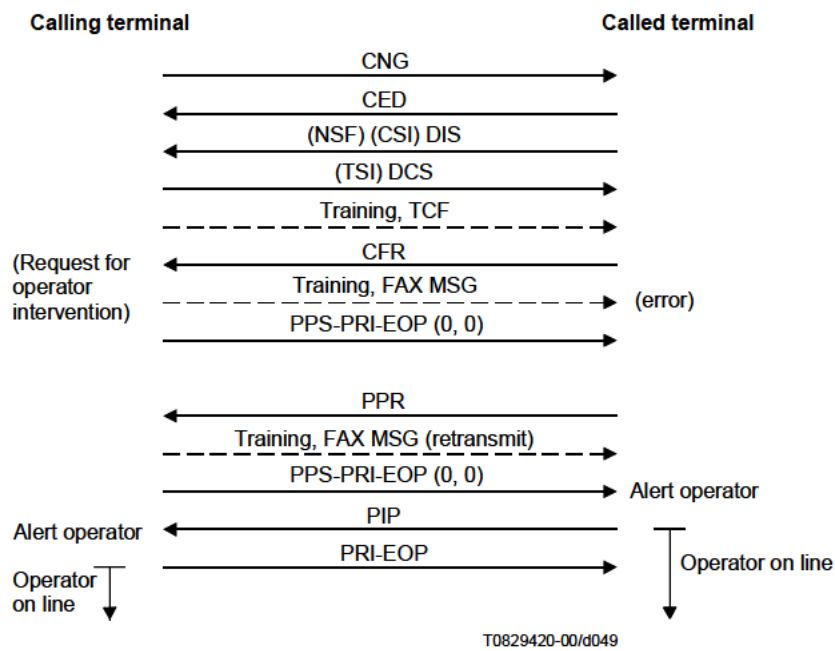 Calling terminal
Called terminal
CNG
CED
(NSF) (CSI) DIS
(TSI) DCS
Training, TCF
CFR
(Request for
operator
intervention)
Training, FAX MSG
(error)
PPS-PRI-EOP (0, 0)
PPR
Training, FAX MSG (retransmit)
PPS-PRI-EOP (0, 0)
Alert operator
PIP
Alert operator
PRI-EOP
Operator on line
Operator
on line
T0829420-00/d049